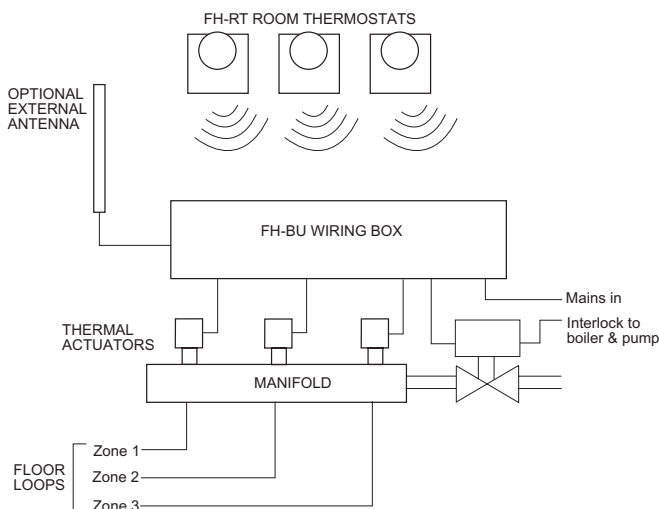 FH-RT ROOM THERMOSTATS
OPTIONAL
EXTERNAL
ANTENNA
FH-BU WIRING BOX
Mains in
Interlock to
boiler & pump
THERMAL
ACTUATORS
MANIFOLD
FLOOR
LOOPS
Zone 1
Zone 2
Zone 3